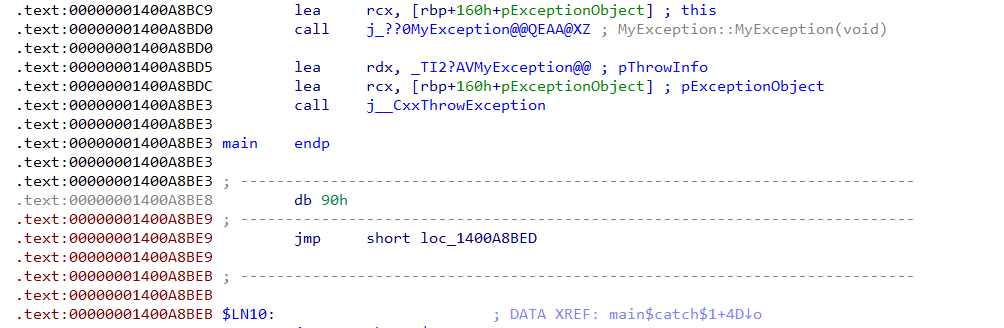 .text:00000001400A8BC9 lea rcx, [rbp+160h+pExceptionObject] ; this
.text:00000001400A8BD0 call j_??0MyException@@QEAA@XZ ; MyException::MyException(void)
.text:00000001400A8BD0
.text:00000001400A8BD5 lea rdx, _TI2?AVMyException@@ ; pThrowInfo
.text:00000001400A8BDC lea rcx, [rbp+160h+pExceptionObject] ; pExceptionObject
.text:00000001400A8BE3 call j__CxxThrowException
.text:00000001400A8BE3
.text:00000001400A8BE3 main endp
.text:00000001400A8BE3
.text:00000001400A8BE3 ; ---------------------------------------------------------------------------
.text:00000001400A8BE8 db 90h
.text:00000001400A8BE9 ; ---------------------------------------------------------------------------
.text:00000001400A8BE9 jmp short loc_1400A8BED
.text:00000001400A8BE9
.text:00000001400A8BEB ; ---------------------------------------------------------------------------
.text:00000001400A8BEB
.text:00000001400A8BEB $LN10: ; DATA XREF: main$catch$1+4D↓o